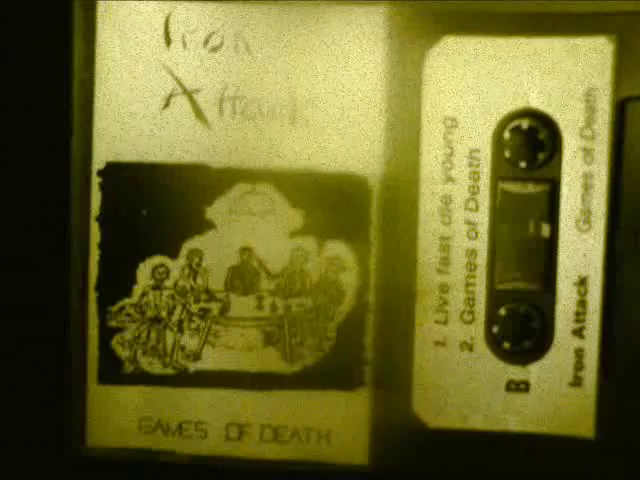 Iron
Attack
GAMES OF DEATH
1. Live fast die young
2. Games of Death
B
Iron Attack - Games of Death